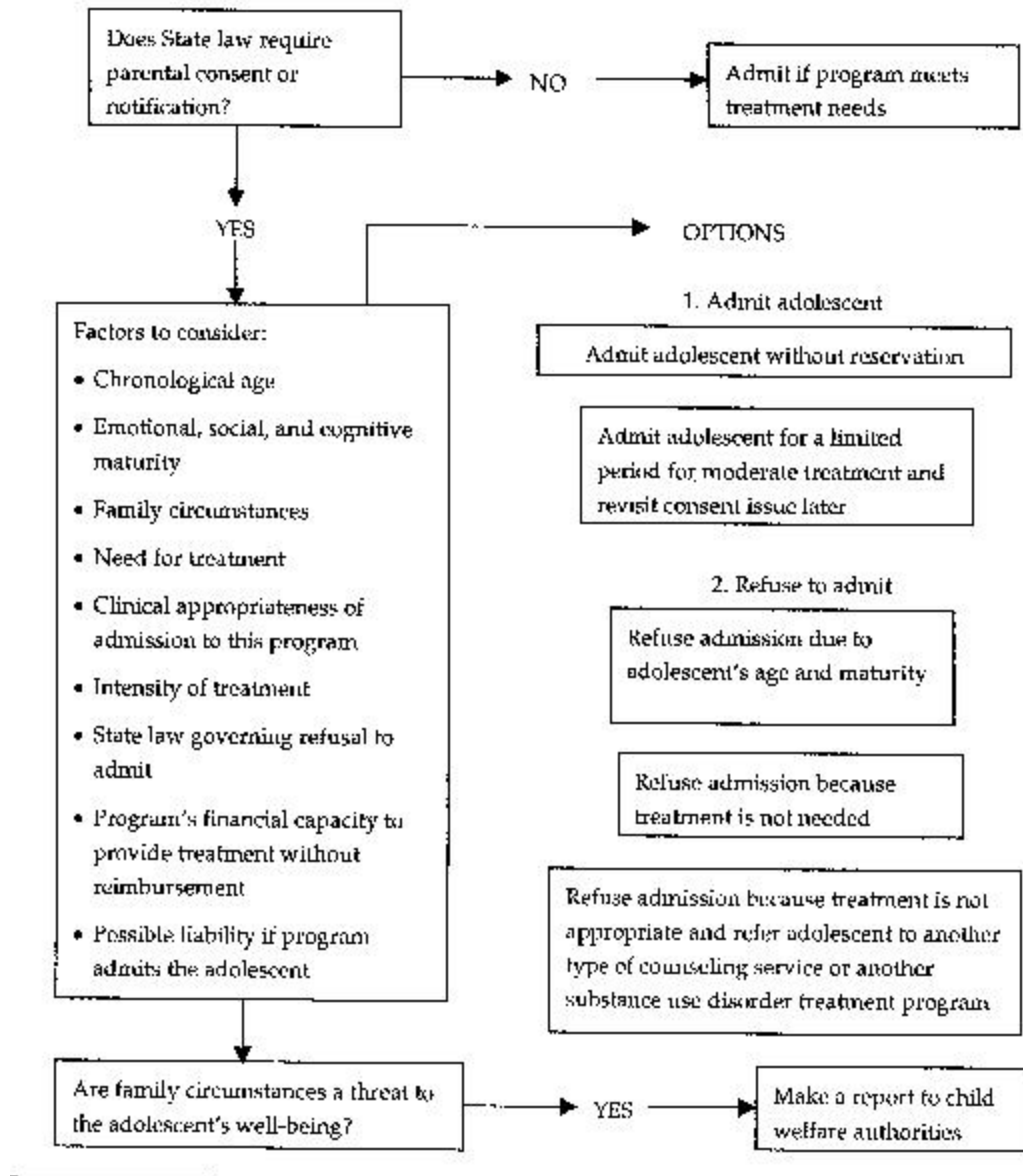 Does State law require
parental consent or
notification?
NO
Admit if program meets
treatment needs
YES
OPTIONS
Factors to consider:
• Chronological age
• Emotional, social, and cognitive
maturity
• Family circumstances
• Need for treatment
• Clinical appropriateness of
admission to this program
• Intensity of treatment
• State law governing refusal to
admit
• Program's financial capacity to
provide treatment without
reimbursement
• Possible liability if program
admits the adolescent
1. Admit adolescent
Admit adolescent without reservation
Admit adolescent for a limited
period for moderate treatment and
revisit consent issue later
2. Refuse to admit
Refuse admission due to
adolescent's age and maturity
Refuse admission because
treatment is not needed
Refuse admission because treatment is not
appropriate and refer adolescent to another
type of counseling service or another
substance use disorder treatment program
Are family circumstances a threat to
the adolescent's well-being?
YES
Make a report to child
welfare authorities